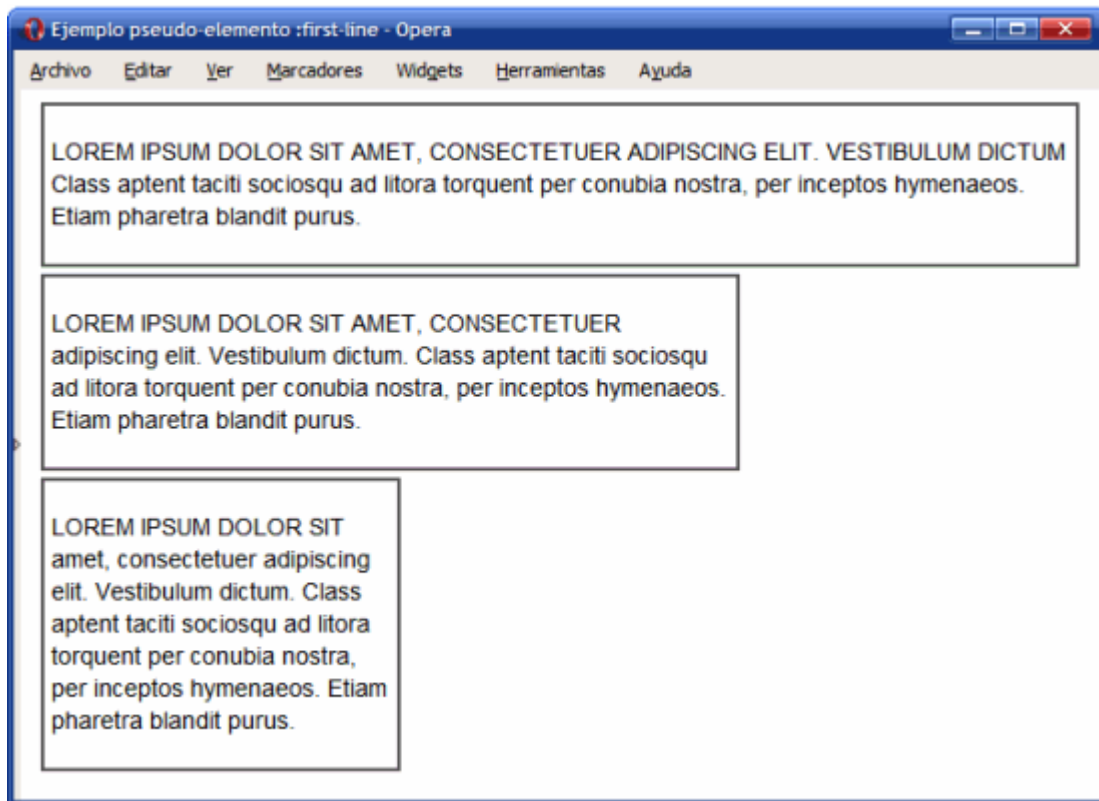 Ejemplo pseudo-elemento :first-line - Opera
Archivo Editar Ver Marcadores Widgets Herramientas Ayuda
LOREM IPSUM DOLOR SIT AMET, CONSECTETUER ADIPISCING ELIT. VESTIBULUM DICTUM
Class aptent taciti sociosqu ad litora torquent per conubia nostra, per inceptos hymenaeos.
Etiam pharetra blandit purus.
LOREM IPSUM DOLOR SIT AMET, CONSECTETUER
adipiscing elit. Vestibulum dictum. Class aptent taciti sociosqu
ad litora torquent per conubia nostra, per inceptos hymenaeos.
Etiam pharetra blandit purus.
LOREM IPSUM DOLOR SIT
amet, consectetuer adipiscing
elit. Vestibulum dictum. Class
aptent taciti sociosqu ad litora
torquent per conubia nostra,
per inceptos hymenaeos. Etiam
pharetra blandit purus.